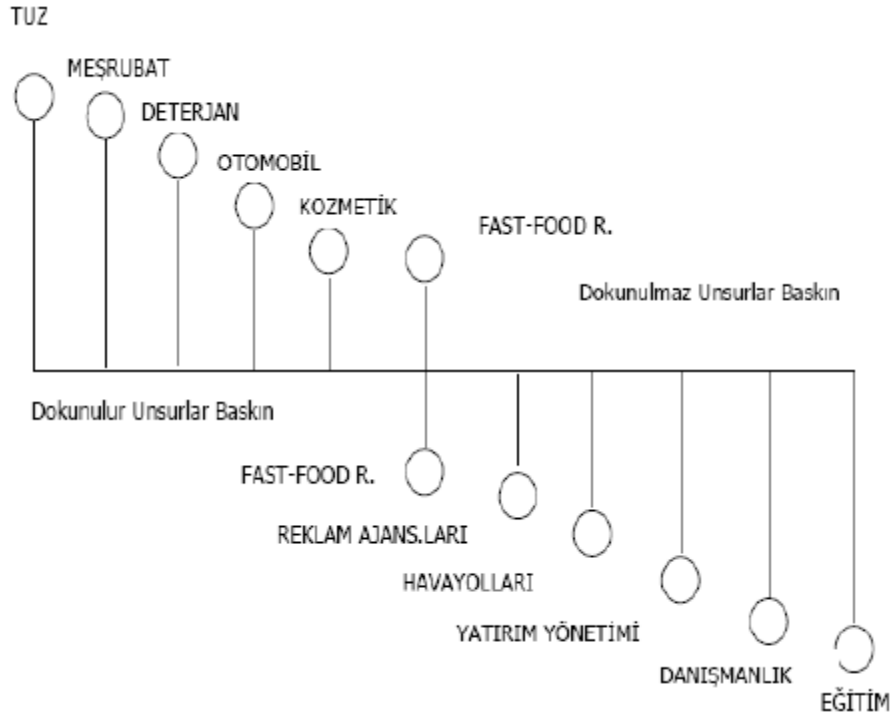 TUZ
MEŞRUBAT
DETERJAN
OTOMOBİL
KOZMETİK
FAST-FOOD R.
Dokunulmaz Unsurlar Baskın
Dokunulur Unsurlar Baskın
FAST-FOOD R.
REKLAM AJANS.LARI
HAVAYOLLARI
YATIRIM YÖNETİMİ
DANIŞMANLIK
EĞİTİM